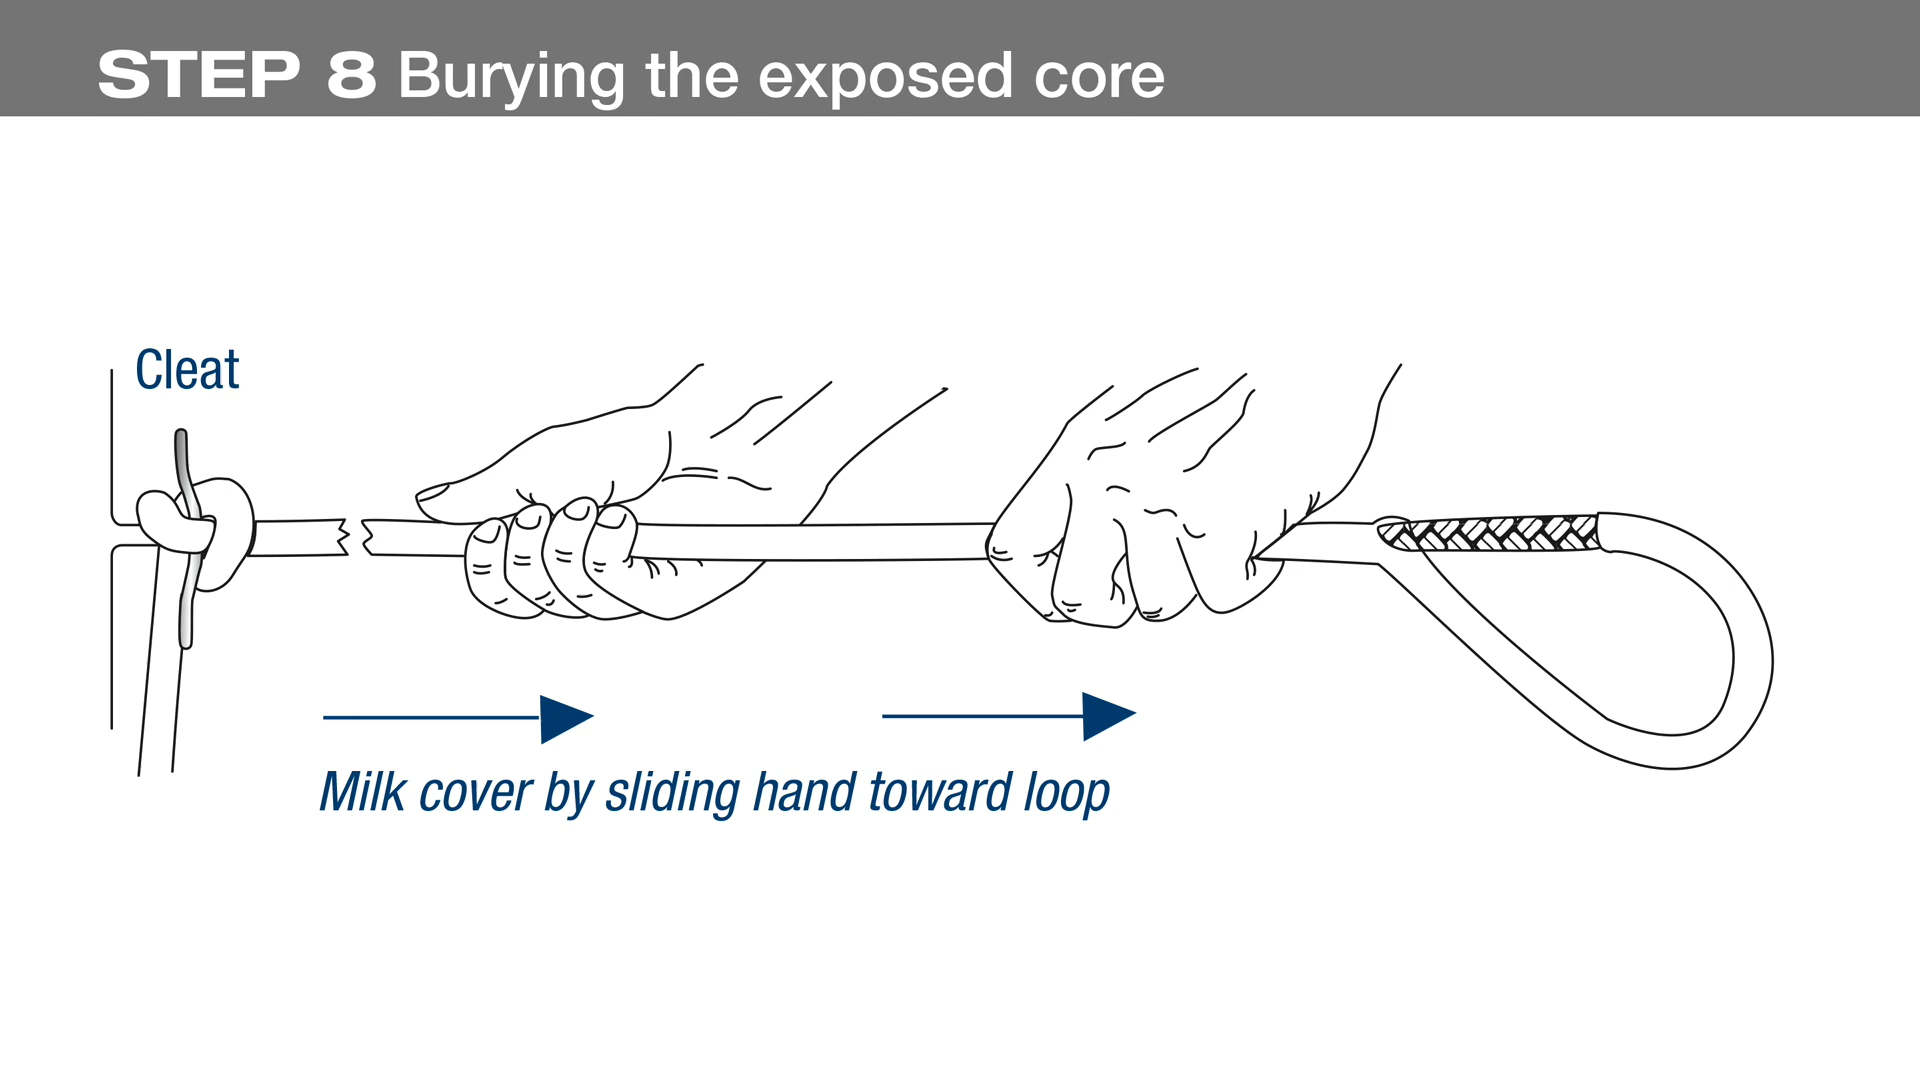 STEP 8 Burying the exposed core
Cleat
Milk cover by sliding hand toward loop